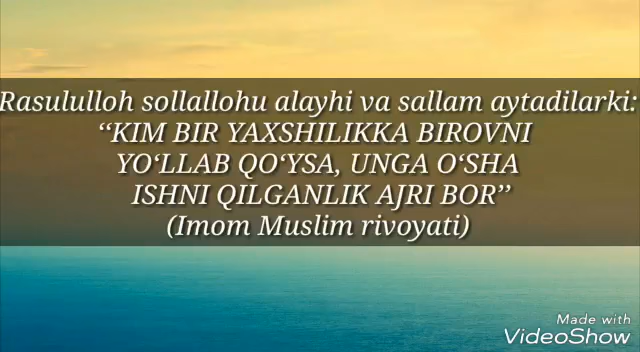 Rasululloh sollallohu alayhi va sallam aytadilarki:
‘‘KIM BIR YAXSHILIKKA BIROVNI
YO‘LLAB QO‘YSA, UNGA O‘SHA
ISHNI QILGANLIK AJRI BOR’’
(Imom Muslim rivoyati)
Made with
VideoShow